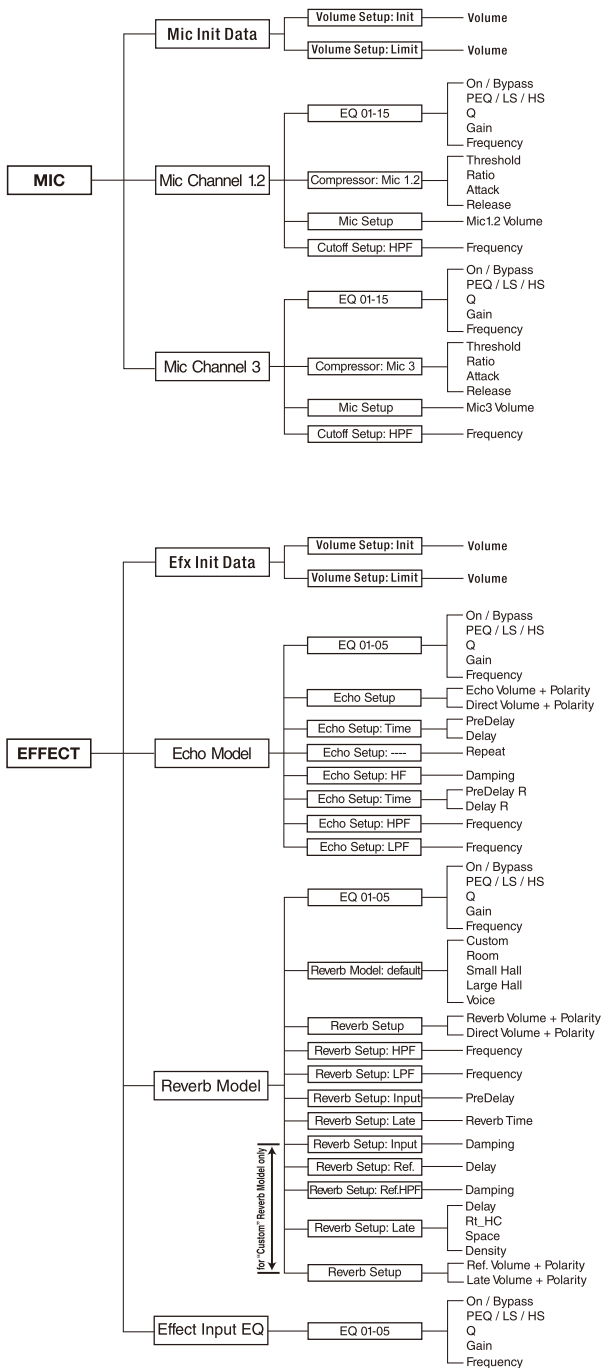 Volume Setup: Init
Volume
Mic Init Data
Volume Setup: Limit
Volume
On / Bypass
PEQ / LS / HS
EQ 01-15
Q
Gain
Frequency
MIC
Mic Channel 1.2
Threshold
Compressor: Mic 1.2
Ratio
Attack
Release
Mic Setup
Mic1.2 Volume
Cutoff Setup: HPF
Frequency
On / Bypass
PEQ / LS / HS
EQ 01-15
Q
Gain
Frequency
Mic Channel 3
Threshold
Compressor: Mic 3
Ratio
Attack
Release
Mic Setup
Mic3 Volume
Cutoff Setup: HPF
Frequency
Volume Setup: Init
Volume
Efx Init Data
Volume Setup: Limit
Volume
On / Bypass
PEQ / LS / HS
EQ 01-05
Q
Gain
Frequency
Echo Setup
Echo Volume + Polarity
Direct Volume + Polarity
Echo Setup: Time
PreDelay
Delay
EFFECT
Echo Model
Echo Setup: ----
Repeat
Echo Setup: HF
Damping
Echo Setup: Time
PreDelay R
Delay R
Echo Setup: HPF
Frequency
Echo Setup: LPF
Frequency
On / Bypass
PEQ / LS / HS
EQ 01-05
Q
Gain
Frequency
Custom
Room
Reverb Model: default
Small Hall
Large Hall
Voice
Reverb Setup
Reverb Volume + Polarity
Direct Volume + Polarity
Reverb Setup: HPF
Frequency
Reverb Setup: LPF
Frequency
Reverb Model
Reverb Setup: Input
PreDelay
Reverb Setup: Late
Reverb Time
for "Custom" Reverb Moldel only
Reverb Setup: Input
Damping
Reverb Setup: Ref.
Delay
Reverb Setup: Ref.HPF
Damping
Reverb Setup: Late
Delay
Rt_HC
Space
Density
Reverb Setup
Ref. Volume + Polarity
Late Volume + Polarity
Effect Input EQ
EQ 01-05
On / Bypass
PEQ / LS / HS
Q
Gain
Frequency